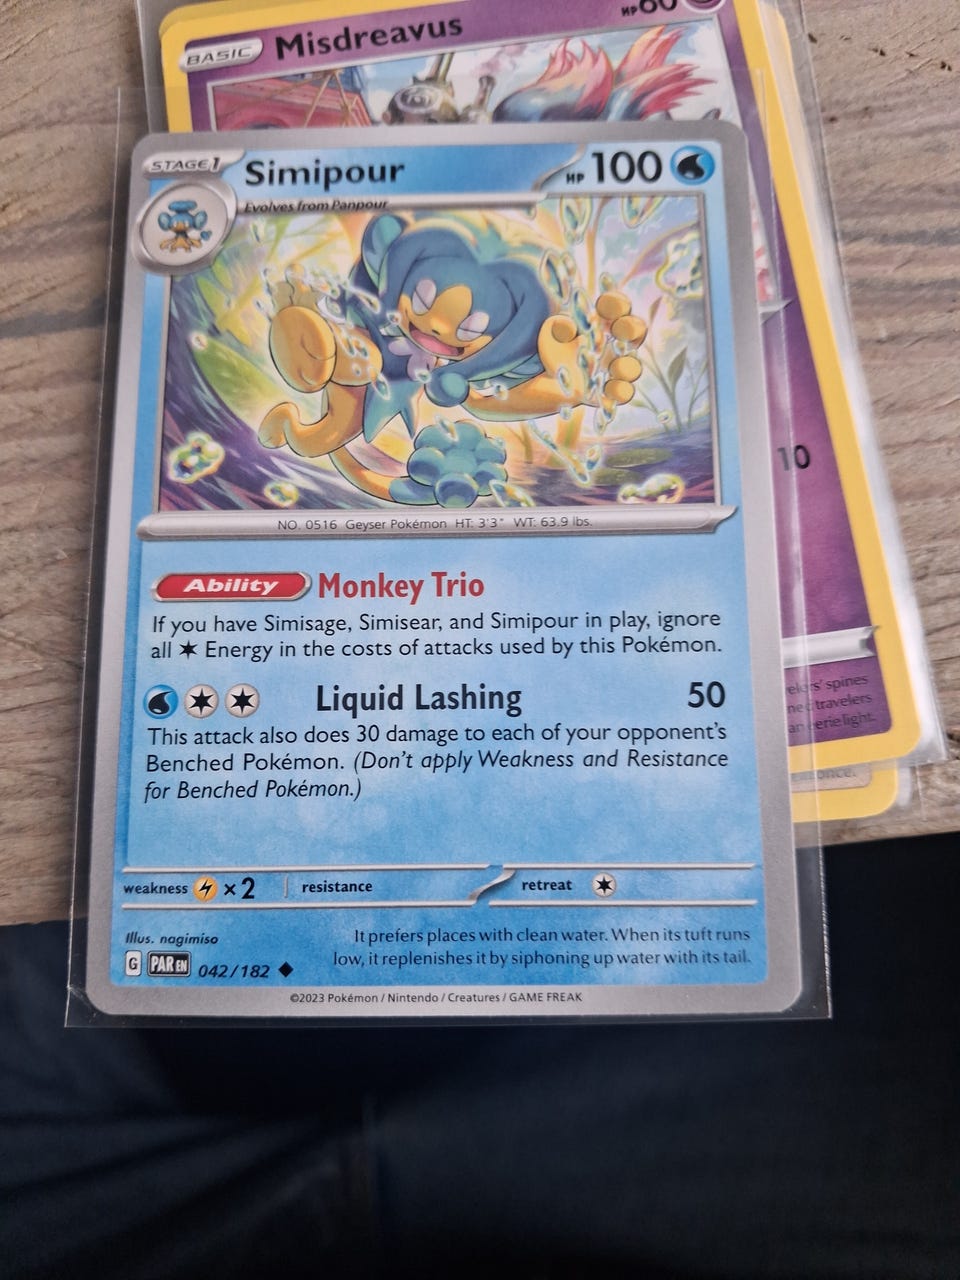 BASIC Misdreavus HP 60
STAGE 1 Simipour HP 100
Evolves from Panpour
NO. 0516 Geyser Pokémon HT: 3'3" WT: 63.9 lbs.
10
Ability Monkey Trio
If you have Simisage, Simisear, and Simipour in play, ignore
all Energy in the costs of attacks used by this Pokémon.
Liquid Lashing 50
This attack also does 30 damage to each of your opponent's
Benched Pokémon. (Don't apply Weakness and Resistance
for Benched Pokémon.)
elers' spines
travelers
an eerie light.
weakness ×2 resistance retreat
Illus. nagimiso
It prefers places with clean water. When its tuft runs
low, it replenishes it by siphoning up water with its tail.
G PAR EN 042/182
©2023 Pokémon / Nintendo / Creatures / GAME FREAK